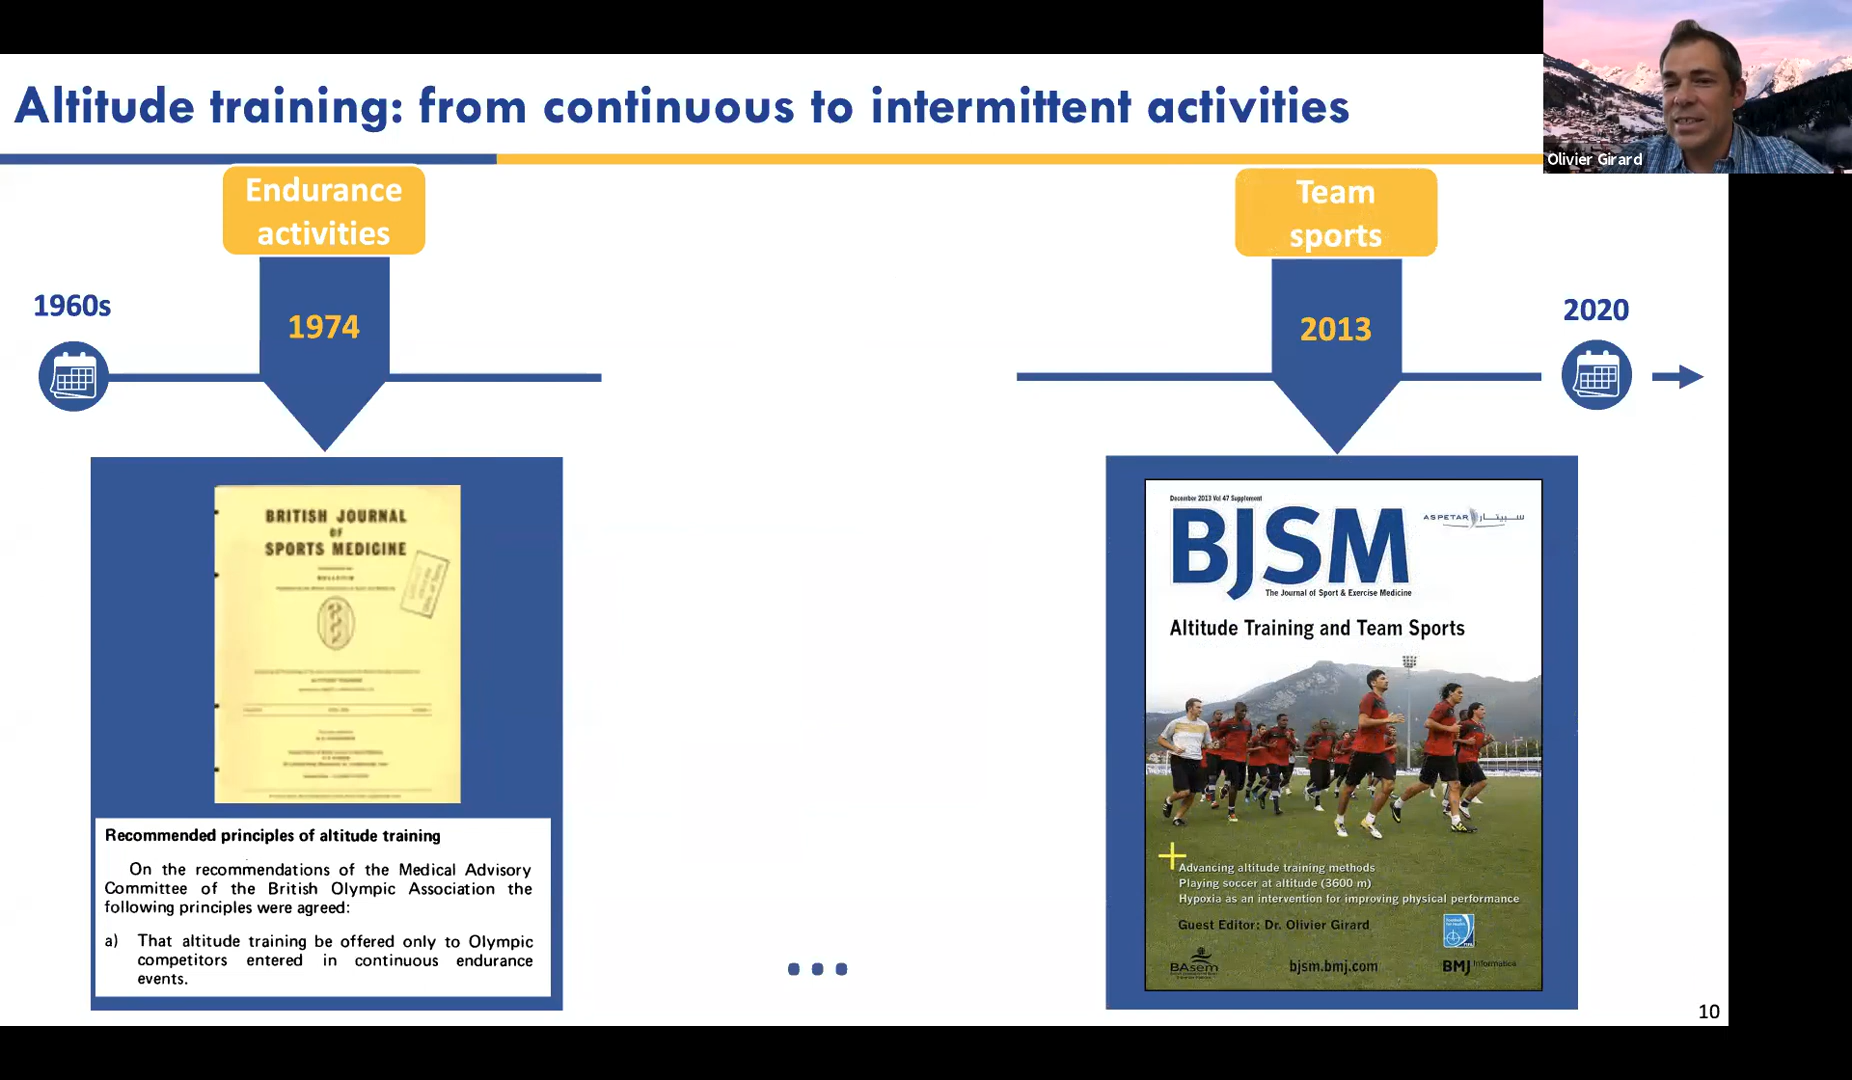 Altitude training: from continuous to intermittent activities
Olivier Girard
Endurance
activities
Team
sports
1960s
1974
2013
2020
BRITISH JOURNAL
OF
SPORTS MEDICINE
BULLETIN
Recommended principles of altitude training
On the recommendations of the Medical Advisory
Committee of the British Olympic Association the
following principles were agreed:
a) That altitude training be offered only to Olympic
competitors entered in continuous endurance
events.
December 2013 Vol 47 Supplement
BJSM
ASPETAR سبيتار
The Journal of Sport & Exercise Medicine
Altitude Training and Team Sports
Advancing altitude training methods
Playing soccer at altitude (3600 m)
Hypoxia as an intervention for improving physical performance
Guest Editor: Dr. Olivier Girard
BAsem
bjsm.bmj.com
BMJ Informatica
10